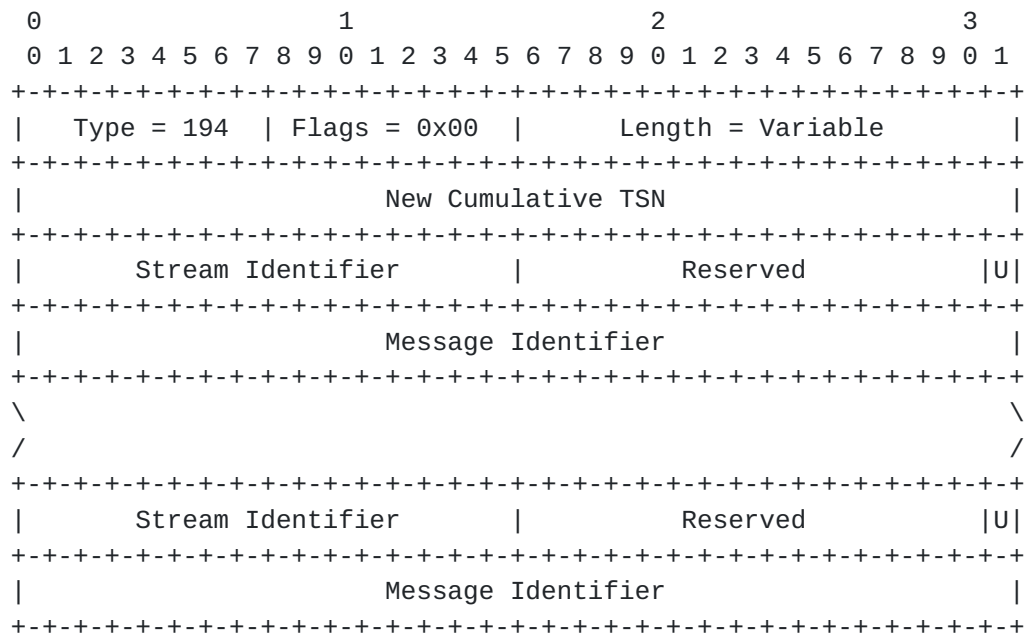 0                   1                   2                   3
 0 1 2 3 4 5 6 7 8 9 0 1 2 3 4 5 6 7 8 9 0 1 2 3 4 5 6 7 8 9 0 1
+-+-+-+-+-+-+-+-+-+-+-+-+-+-+-+-+-+-+-+-+-+-+-+-+-+-+-+-+-+-+-+-+
|   Type = 194  | Flags = 0x00  |      Length = Variable        |
+-+-+-+-+-+-+-+-+-+-+-+-+-+-+-+-+-+-+-+-+-+-+-+-+-+-+-+-+-+-+-+-+
|                       New Cumulative TSN                      |
+-+-+-+-+-+-+-+-+-+-+-+-+-+-+-+-+-+-+-+-+-+-+-+-+-+-+-+-+-+-+-+-+
|       Stream Identifier       |          Reserved           |U|
+-+-+-+-+-+-+-+-+-+-+-+-+-+-+-+-+-+-+-+-+-+-+-+-+-+-+-+-+-+-+-+-+
|                       Message Identifier                      |
+-+-+-+-+-+-+-+-+-+-+-+-+-+-+-+-+-+-+-+-+-+-+-+-+-+-+-+-+-+-+-+-+
\                                                               \
/                                                               /
+-+-+-+-+-+-+-+-+-+-+-+-+-+-+-+-+-+-+-+-+-+-+-+-+-+-+-+-+-+-+-+-+
|       Stream Identifier       |          Reserved           |U|
+-+-+-+-+-+-+-+-+-+-+-+-+-+-+-+-+-+-+-+-+-+-+-+-+-+-+-+-+-+-+-+-+
|                       Message Identifier                      |
+-+-+-+-+-+-+-+-+-+-+-+-+-+-+-+-+-+-+-+-+-+-+-+-+-+-+-+-+-+-+-+-+